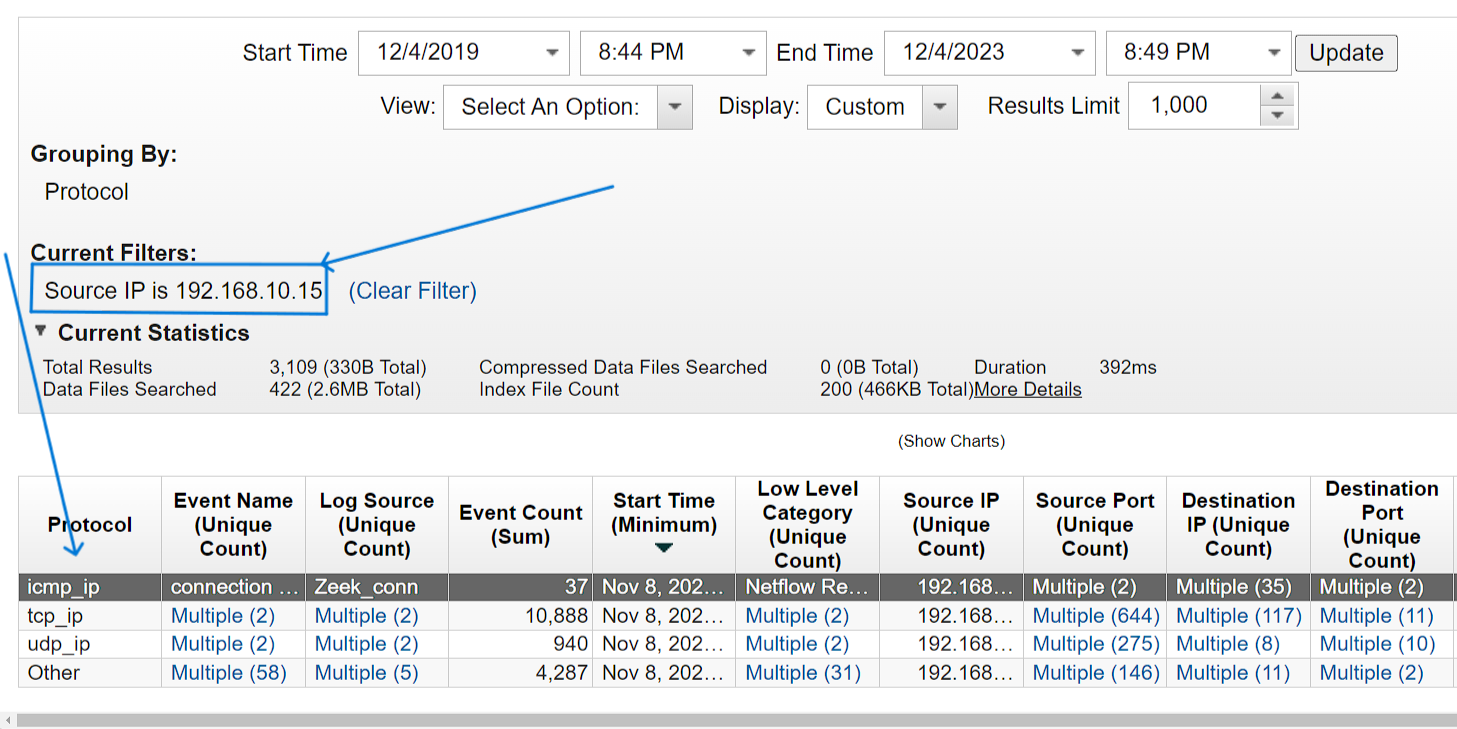 Start Time 12/4/2019 8:44 PM End Time 12/4/2023 8:49 PM Update
View: Select An Option: Display: Custom Results Limit 1,000
Grouping By:
Protocol
Current Filters:
Source IP is 192.168.10.15 (Clear Filter)
Current Statistics
Total Results 3,109 (330B Total) Compressed Data Files Searched 0 (0B Total) Duration 392ms
Data Files Searched 422 (2.6MB Total) Index File Count 200 (466KB Total) More Details
(Show Charts)
Protocol Event Name (Unique Count) Log Source (Unique Count) Event Count (Sum) Start Time (Minimum) Low Level Category (Unique Count) Source IP (Unique Count) Source Port (Unique Count) Destination IP (Unique Count) Destination Port (Unique Count)
icmp_ip connection ... Zeek_conn 37 Nov 8, 202... Netflow Re... 192.168... Multiple (2) Multiple (35) Multiple (2)
tcp_ip Multiple (2) Multiple (2) 10,888 Nov 8, 202... Multiple (2) 192.168... Multiple (644) Multiple (117) Multiple (11)
udp_ip Multiple (2) Multiple (2) 940 Nov 8, 202... Multiple (2) 192.168... Multiple (275) Multiple (8) Multiple (10)
Other Multiple (58) Multiple (5) 4,287 Nov 8, 202... Multiple (31) 192.168... Multiple (146) Multiple (11) Multiple (2)